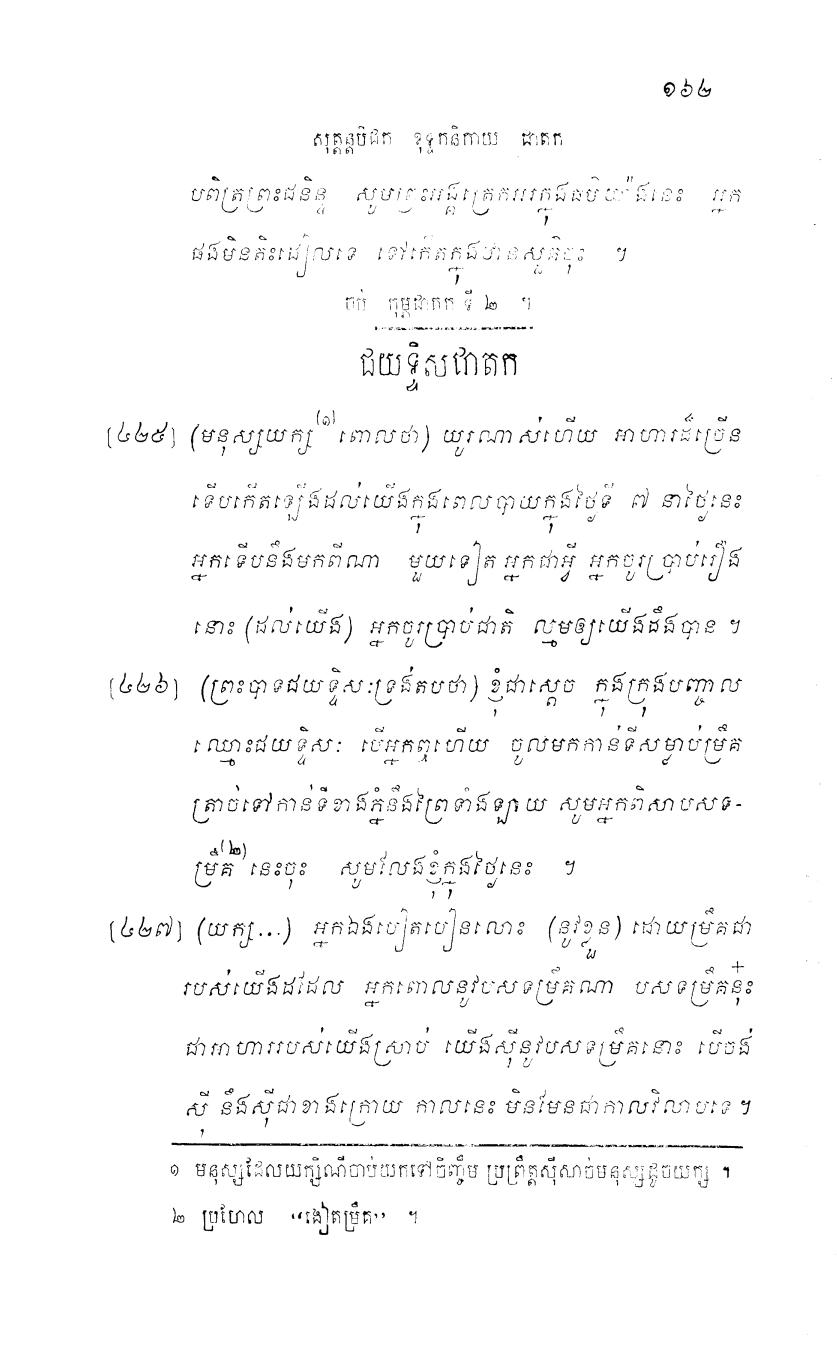 ១៦៤
សុត្តន្តបិដក ខុទ្ទកនិកាយ ជាតក
បពិត្រព្រះជនិន្ទ សូមព្រះអង្គត្រេកអរក្នុងធម៌យ៉ាងនេះ អ្នក
ផងមិនតិះដៀលទេ ទៅកើតក្នុងឋានសួគ៌ចុះ ។
ចប់ កុម្ភជាតក ទី ២ ។
ជយទ្ទិសជាតក
[៤២៥] (មនុស្សយក្ស(១)ពោលថា) យូរណាស់ហើយ អាហារដ៏ច្រើន
ទើបកើតឡើងដល់យើងក្នុងពេលបាយក្នុងថ្ងៃទី ៧ នាថ្ងៃនេះ
អ្នកទើបនឹងមកពីណា មួយទៀត អ្នកជាអ្វី អ្នកចូរប្រាប់រឿង
នោះ (ដល់យើង) អ្នកចូរប្រាប់ជាតិ ល្មមឲ្យយើងដឹងបាន ។
[៤២៦] (ព្រះបាទជយទ្ទិសៈទ្រង់តបថា) ខ្ញុំជាស្តេច ក្នុងក្រុងបញ្ចាល
ឈ្មោះជយទ្ទិសៈ បើអ្នកឮហើយ ចូលមកកាន់ទីសម្លាប់ម្រឹគ
ត្រាច់ទៅកាន់ទីខាងភ្នំនឹងព្រៃទាំងឡាយ សូមអ្នកពិសាបសទ-
ម្រឹគ(២)នេះចុះ សូមលែងខ្ញុំក្នុងថ្ងៃនេះ ។
[៤២៧] (យក្ស...) អ្នកឯងបៀតបៀនលោះ (នូវខ្លួន) ដោយម្រឹគជា
របស់យើងដដែល អ្នកពោលនូវបសទម្រឹគណា បសទម្រឹគនុ៎ះ
ជាអាហាររបស់យើងស្រាប់ យើងស៊ីនូវបសទម្រឹគនោះ បើចង់
ស៊ី នឹងស៊ីជាខាងក្រោយ កាលនេះ មិនមែនជាកាលវិលាបទេ ។
១ មនុស្សដែលយក្សិណីចាប់យកទៅចិញ្ចឹម ប្រព្រឹត្តស៊ីសាច់មនុស្សដូចយក្ស ។
២ ប្រហែល “ងៀតម្រឹគ” ។